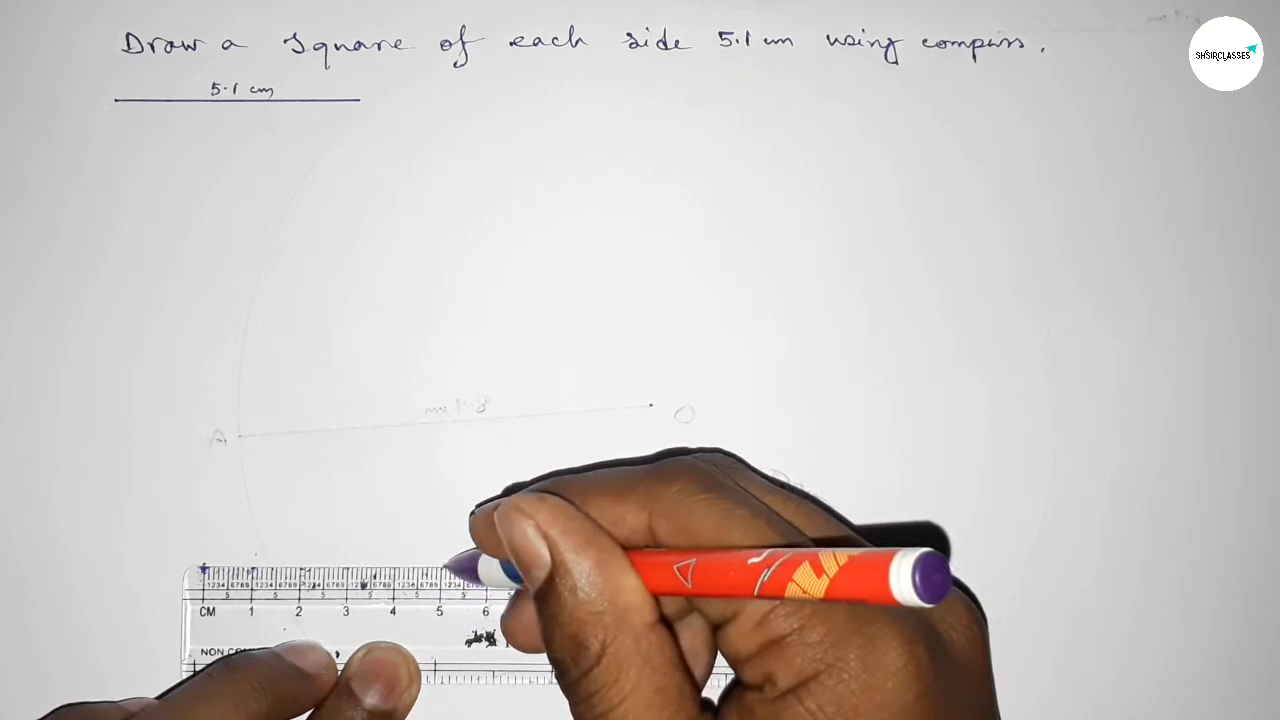 Draw a square of each side 5.1 cm using compass.
SHSIRCLASSES
5.1 cm
A
O
CM 1 2 3 4 5 6